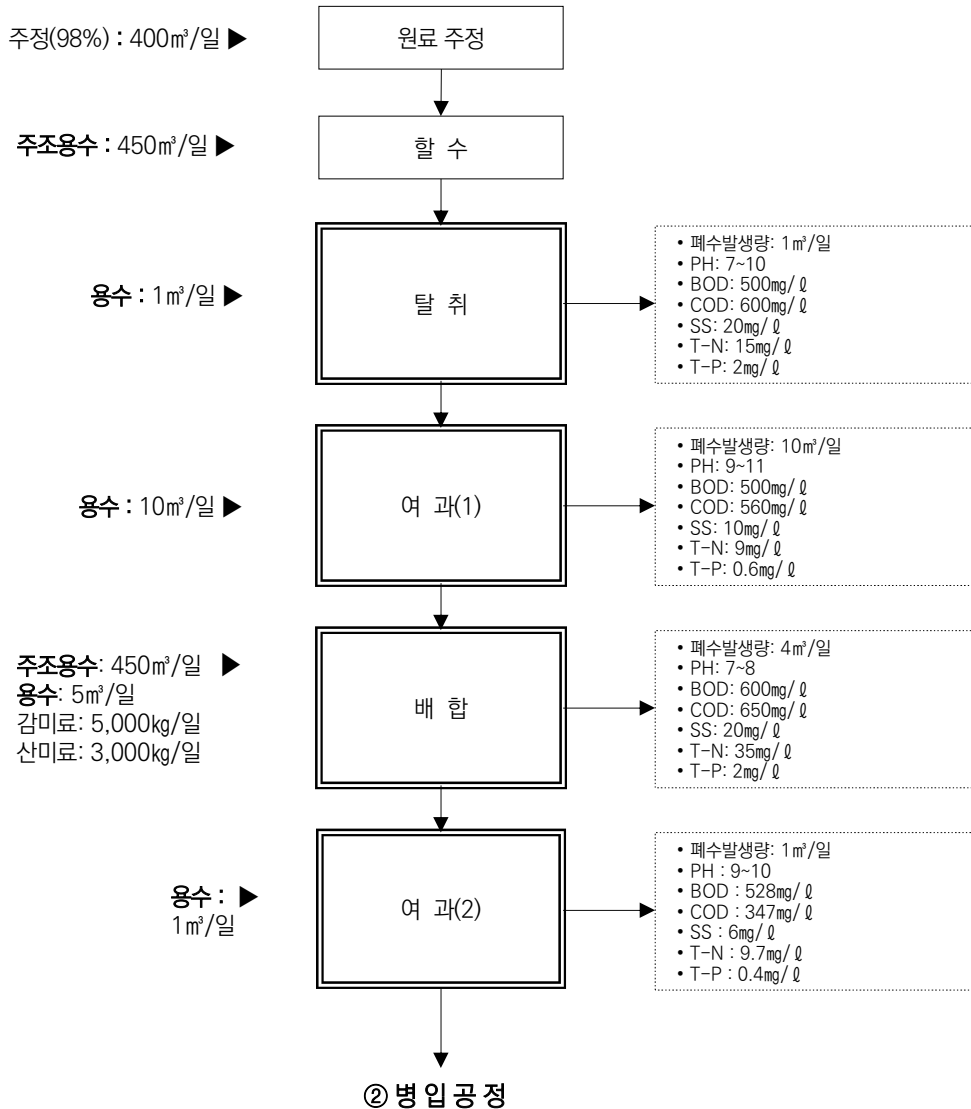 주정(98%) : 400㎥/일 ▶
원료 주정
주조용수 : 450㎥/일 ▶
할 수
용수 : 1㎥/일 ▶
탈 취
• 폐수발생량: 1㎥/일
• PH: 7~10
• BOD: 500㎎/ℓ
• COD: 600㎎/ℓ
• SS: 20㎎/ℓ
• T-N: 15㎎/ℓ
• T-P: 2㎎/ℓ
용수 : 10㎥/일 ▶
여 과(1)
• 폐수발생량: 10㎥/일
• PH: 9~11
• BOD: 500㎎/ℓ
• COD: 560㎎/ℓ
• SS: 10㎎/ℓ
• T-N: 9㎎/ℓ
• T-P: 0.6㎎/ℓ
주조용수: 450㎥/일 ▶
용수: 5㎥/일
감미료: 5,000㎏/일
산미료: 3,000㎏/일
배 합
• 폐수발생량: 4㎥/일
• PH: 7~8
• BOD: 600㎎/ℓ
• COD: 650㎎/ℓ
• SS: 20㎎/ℓ
• T-N: 35㎎/ℓ
• T-P: 2㎎/ℓ
용수 : ▶
1㎥/일
여 과(2)
• 폐수발생량: 1㎥/일
• PH : 9~10
• BOD : 528㎎/ℓ
• COD : 347㎎/ℓ
• SS : 6㎎/ℓ
• T-N : 9.7㎎/ℓ
• T-P : 0.4㎎/ℓ
② 병 입 공 정